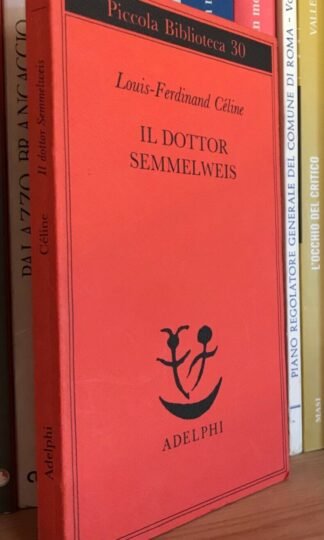 Piccola Biblioteca 30
Louis-Ferdinand Céline
IL DOTTOR
SEMMELWEIS
ADELPHI
Il dottor Semmelweis
Céline
Adelphi
PALAZZO BRANCACCIO
PIANO REGOLATORE GENERALE DEL COMUNE DI ROMA
L'OCCHIO DEL CRITICO
VALLE
MASI